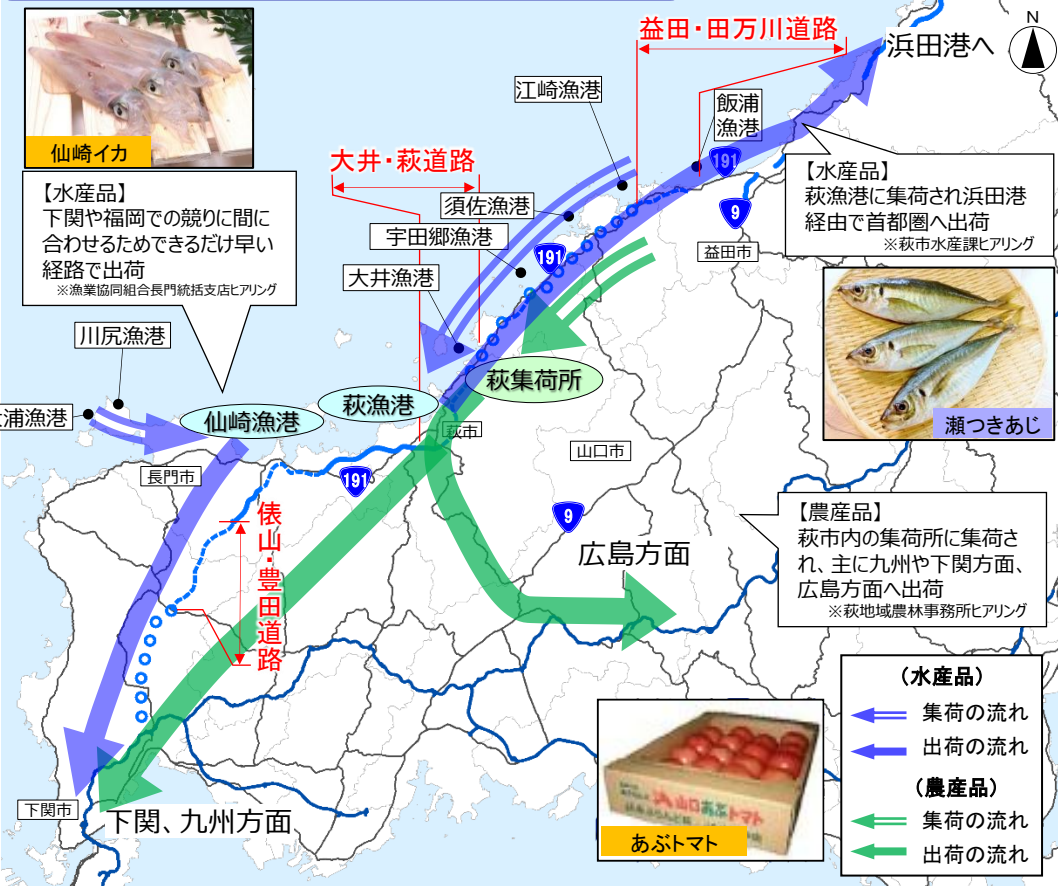 益田・田万川道路
浜田港へ
N
江崎漁港
飯浦
漁港
仙崎イカ
大井・萩道路
191
【水産品】
下関や福岡での競りに間に
合わせるためできるだけ早い
経路で出荷
※漁業協同組合長門統括支店ヒアリング
【水産品】
萩漁港に集荷され浜田港
経由で首都圏へ出荷
※萩市水産課ヒアリング
須佐漁港
9
宇田郷漁港
191
益田市
大井漁港
川尻漁港
萩集荷所
萩漁港
浦漁港
仙崎漁港
瀬つきあじ
萩市
山口市
長門市
191
9
俵山・豊田道路
広島方面
【農産品】
萩市内の集荷所に集荷さ
れ、主に九州や下関方面、
広島方面へ出荷
※萩地域農林事務所ヒアリング
(水産品)
集荷の流れ
出荷の流れ
(農産品)
集荷の流れ
出荷の流れ
山口あぶトマト
あぶトマト
下関市
下関、九州方面